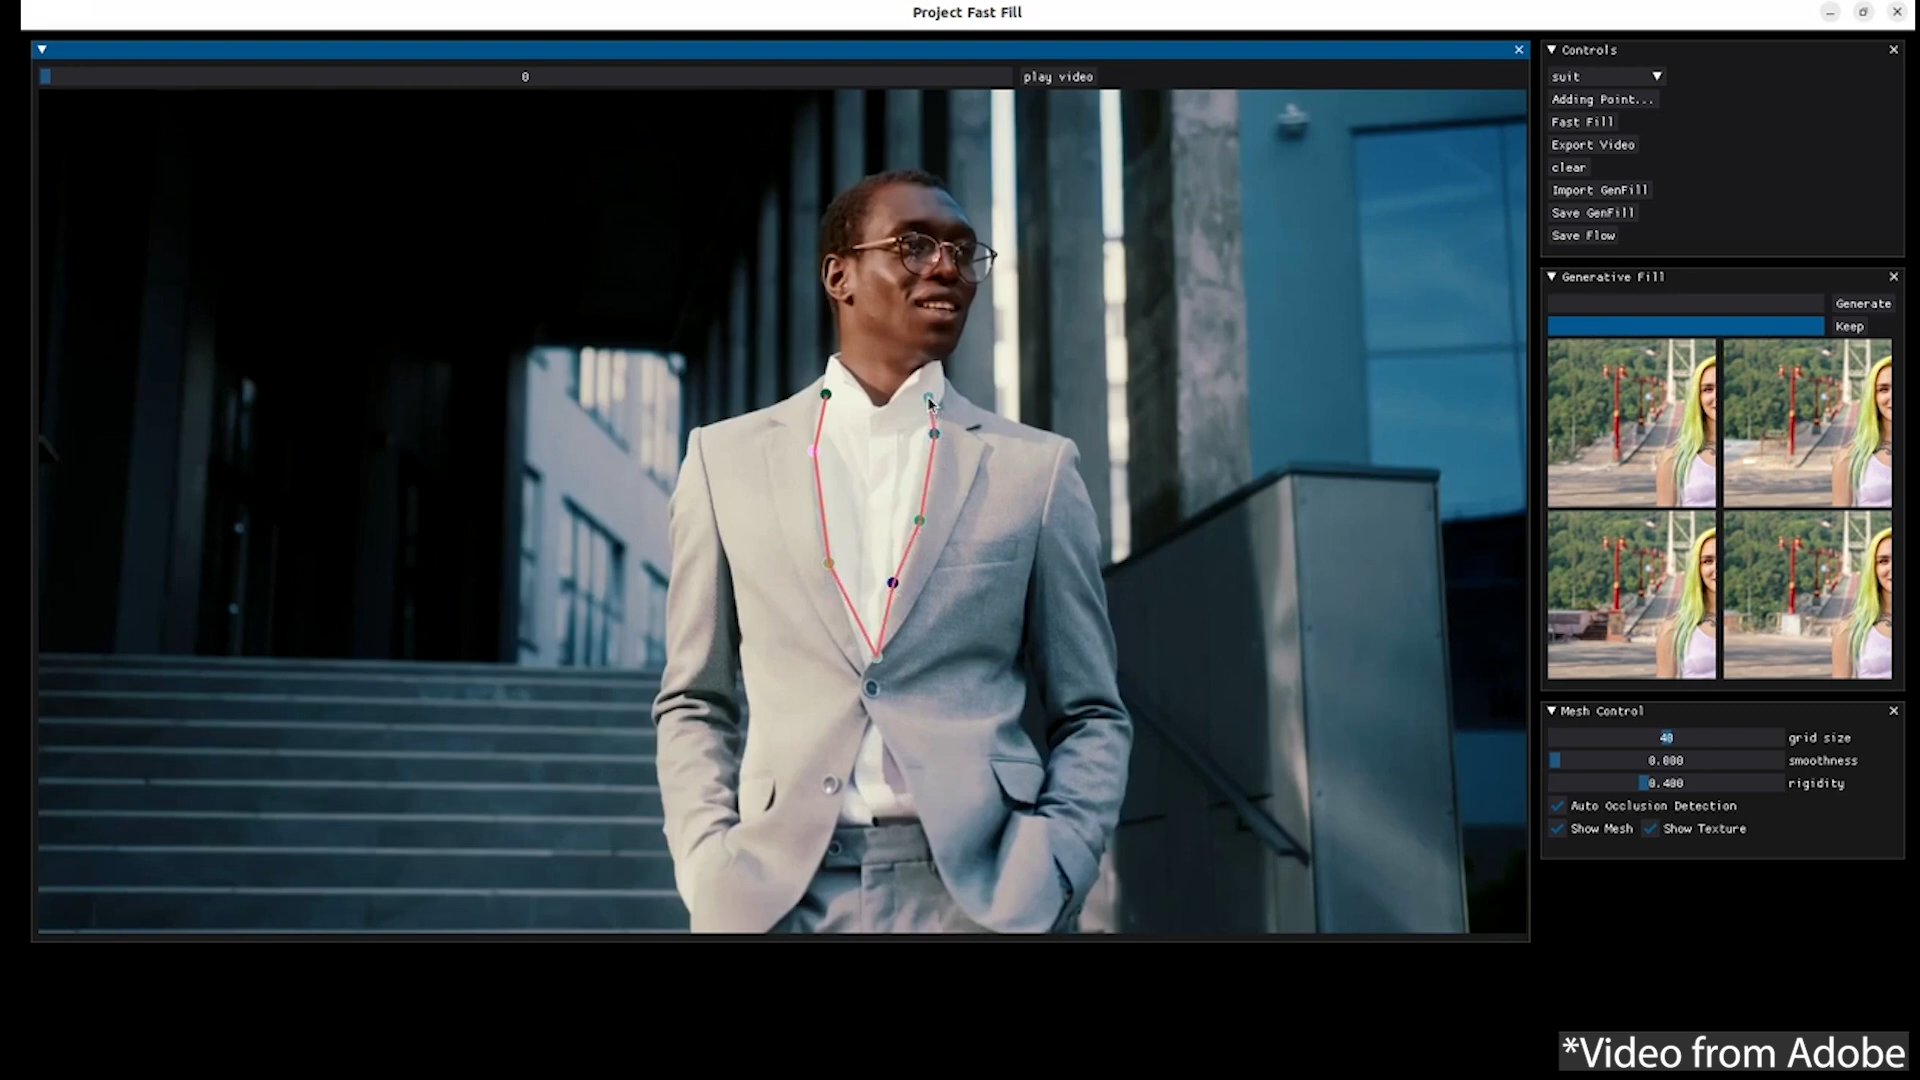 Project Fast Fill
0
play video
Controls
suit
Adding Point...
Fast Fill
Export Video
clear
Import GenFill
Save GenFill
Save Flow
Generative Fill
Generate
Keep
Mesh Control
40 grid size
0.000 smoothness
0.400 rigidity
Auto Occlusion Detection
Show Mesh Show Texture
*Video from Adobe